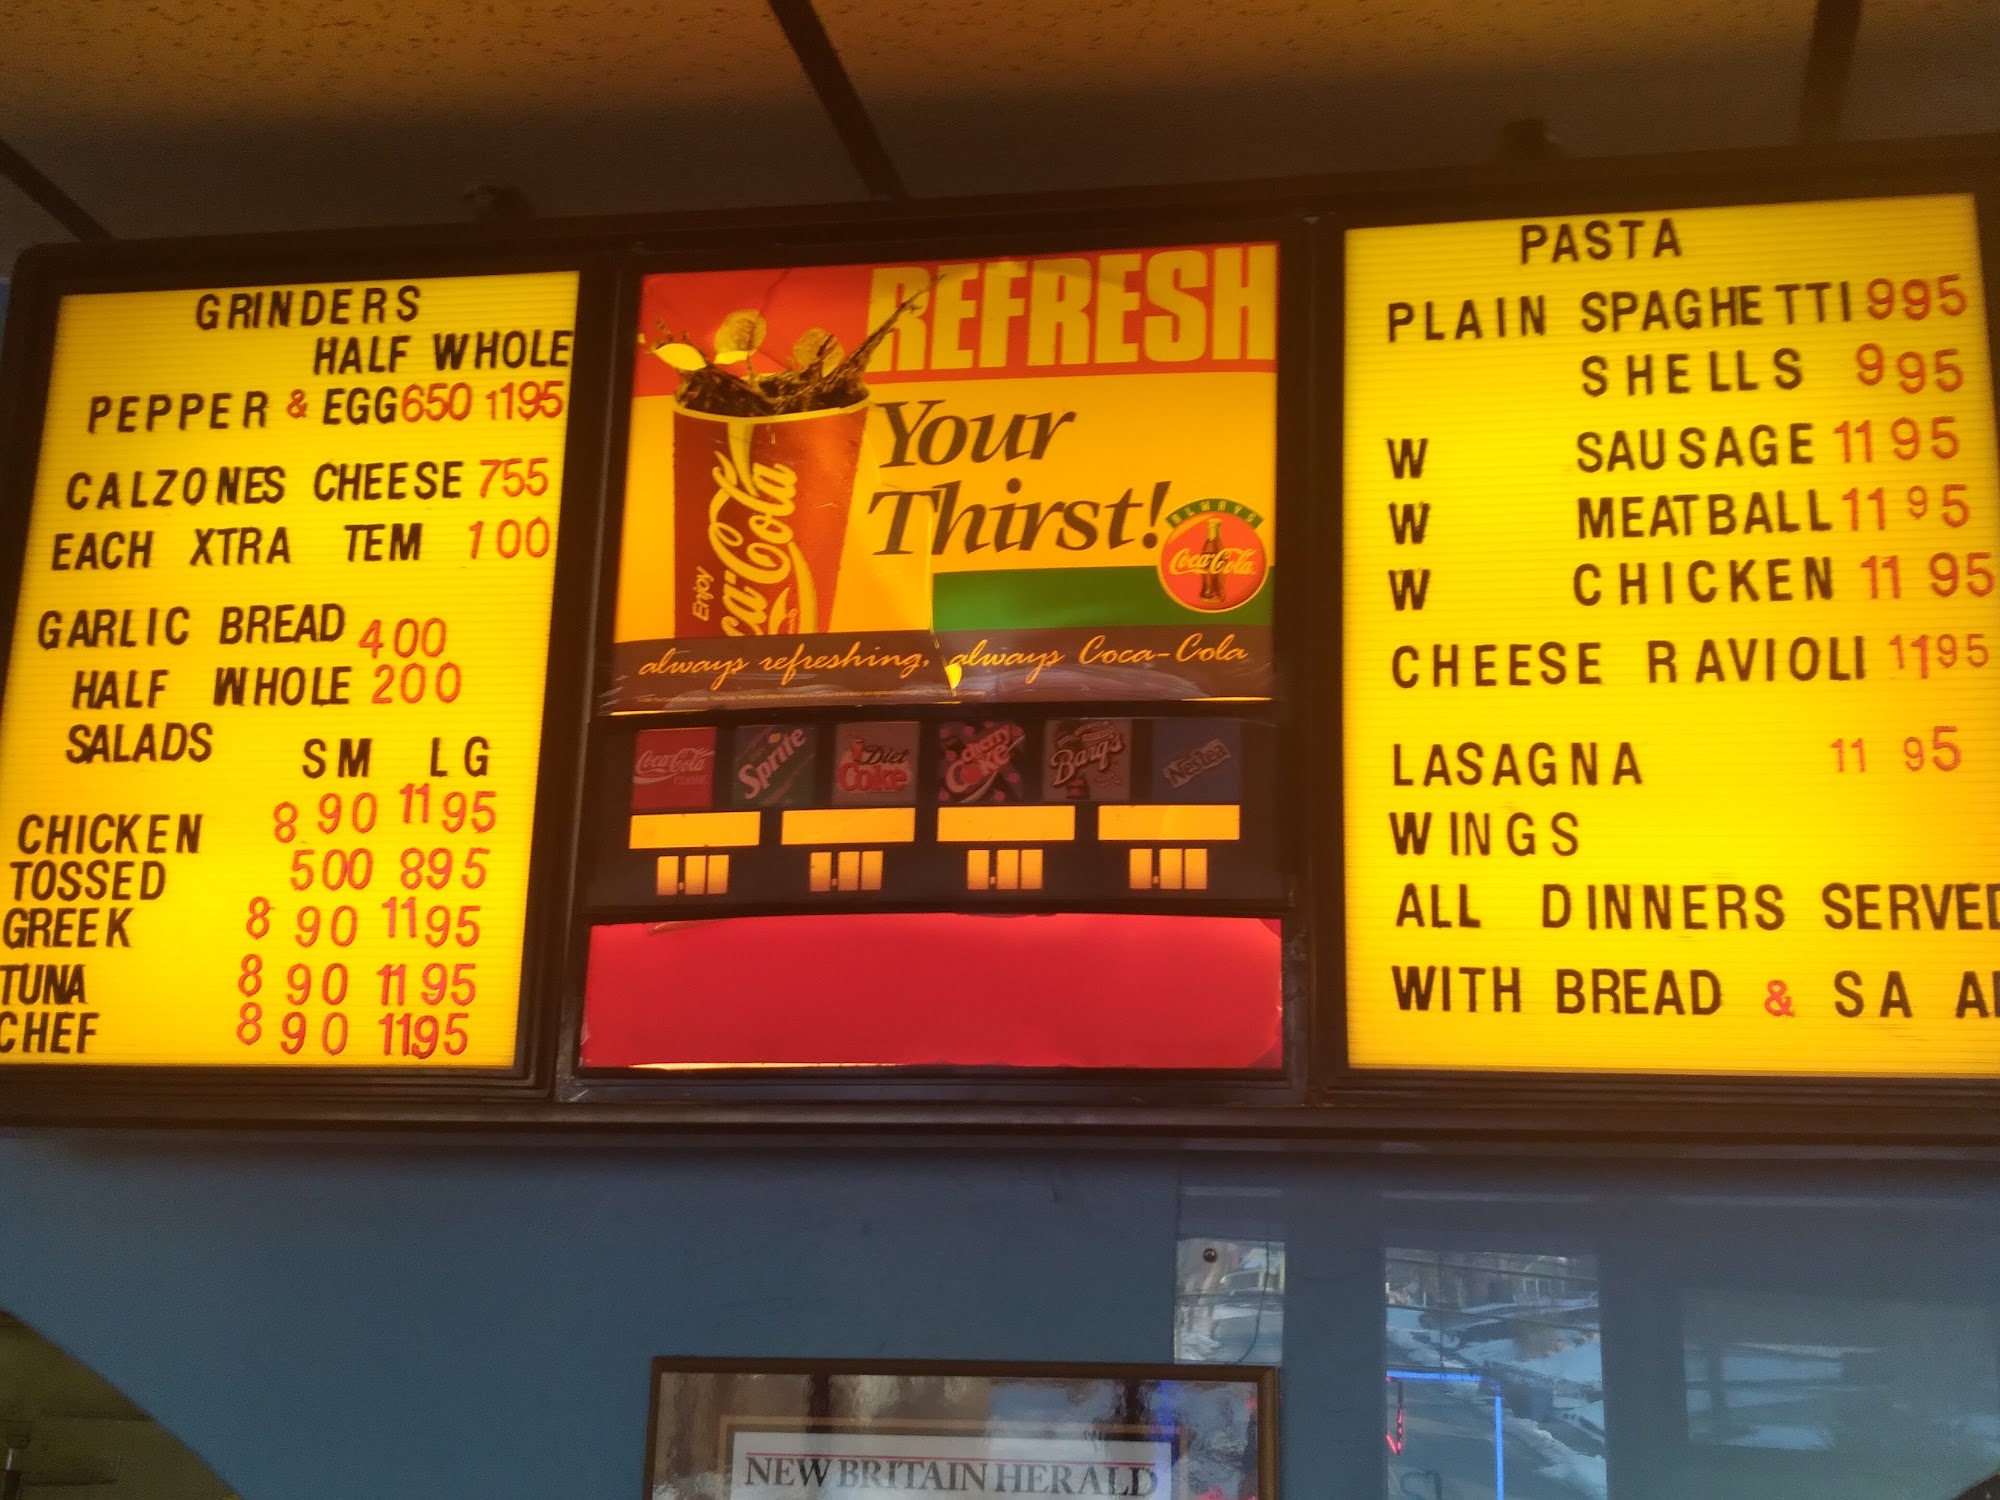 GRINDERS
HALF WHOLE
PEPPER & EGG 650 1195
CALZONES CHEESE 755
EACH XTRA TEM 100
GARLIC BREAD 400
HALF WHOLE 200
SALADS SM LG
CHICKEN 8 90 1195
TOSSED 500 895
GREEK 8 90 1195
TUNA 8 90 1195
CHEF 8 90 1195
REFRESH
Your
Thirst!
Enjoy
Coca-Cola
ALWAYS
Coca-Cola
always refreshing, always Coca-Cola
Coca-Cola
Sprite
Diet Coke
Cherry Coke
Barq's
Nestea
PASTA
PLAIN SPAGHETTI 995
SHELLS 995
W SAUSAGE 11 95
W MEATBALL 11 95
W CHICKEN 11 95
CHEESE RAVIOLI 1195
LASAGNA 11 95
WINGS
ALL DINNERS SERVED
WITH BREAD & SA AD
NEW BRITAIN HERALD